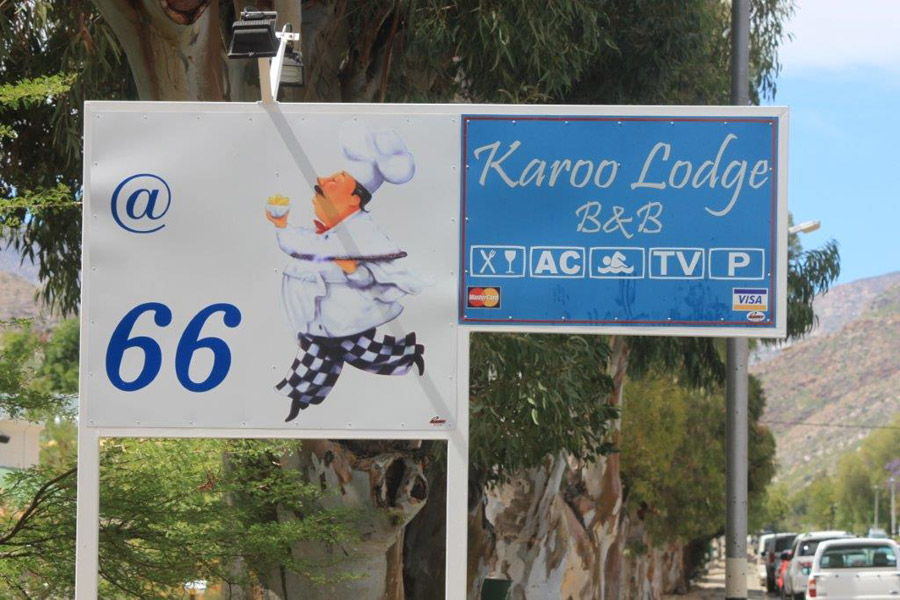 @
66
Karoo Lodge
B&B
AC TV P
MasterCard
VISA